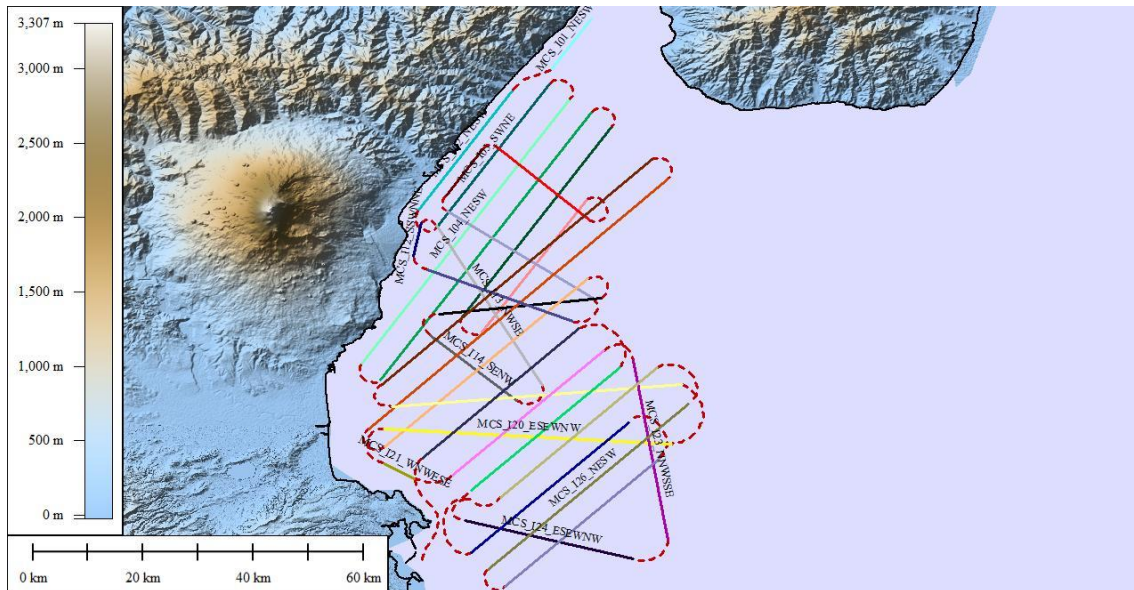 3,307 m
3,000 m
2,500 m
2,000 m
1,500 m
1,000 m
500 m
0 m
MCS_I01_NESW
MCS_I03_SWNE
MCS_I04_NESW
MCS_I14_SENW
MCS_I20_ESEWNW
MCS_I21_WNWESE
MCS_I26_NESW
MCS_I24_ESEWNW
0 km
20 km
40 km
60 km